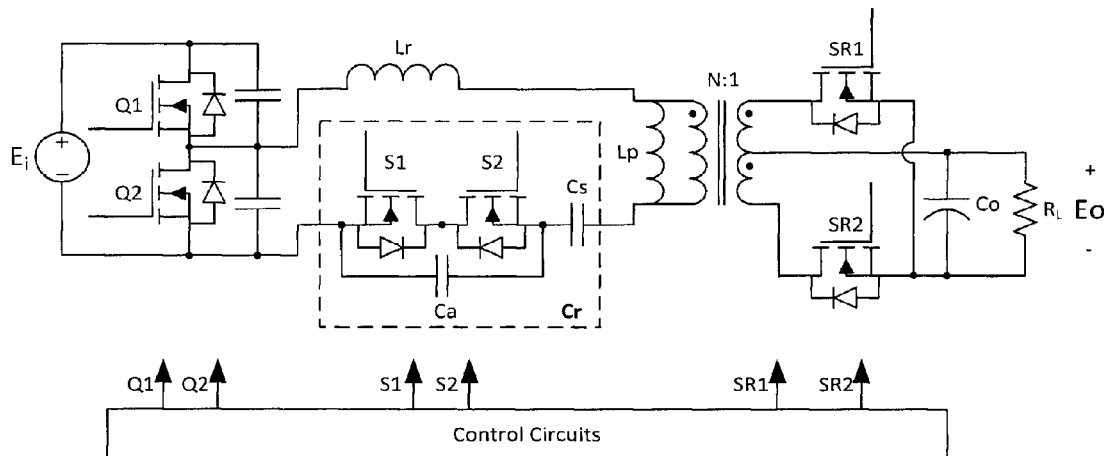 Lr
SR1
N:1
Q1
+
Ei
−
Lp
S1
S2
Cs
+
Q2
Co
RL
Eo
SR2
-
Ca
Cr
Q1
Q2
S1
S2
SR1
SR2
Control Circuits